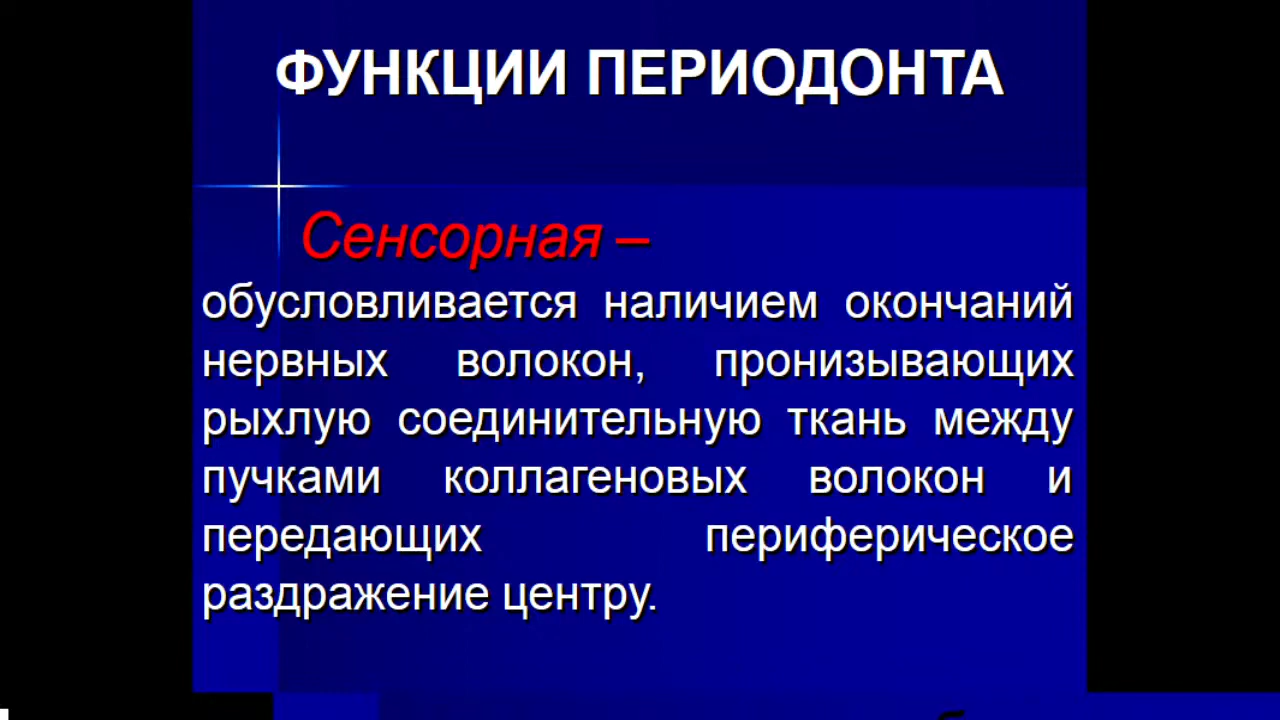 ФУНКЦИИ ПЕРИОДОНТА
Сенсорная –
обусловливается наличием окончаний
нервных волокон, пронизывающих
рыхлую соединительную ткань между
пучками коллагеновых волокон и
передающих периферическое
раздражение центру.